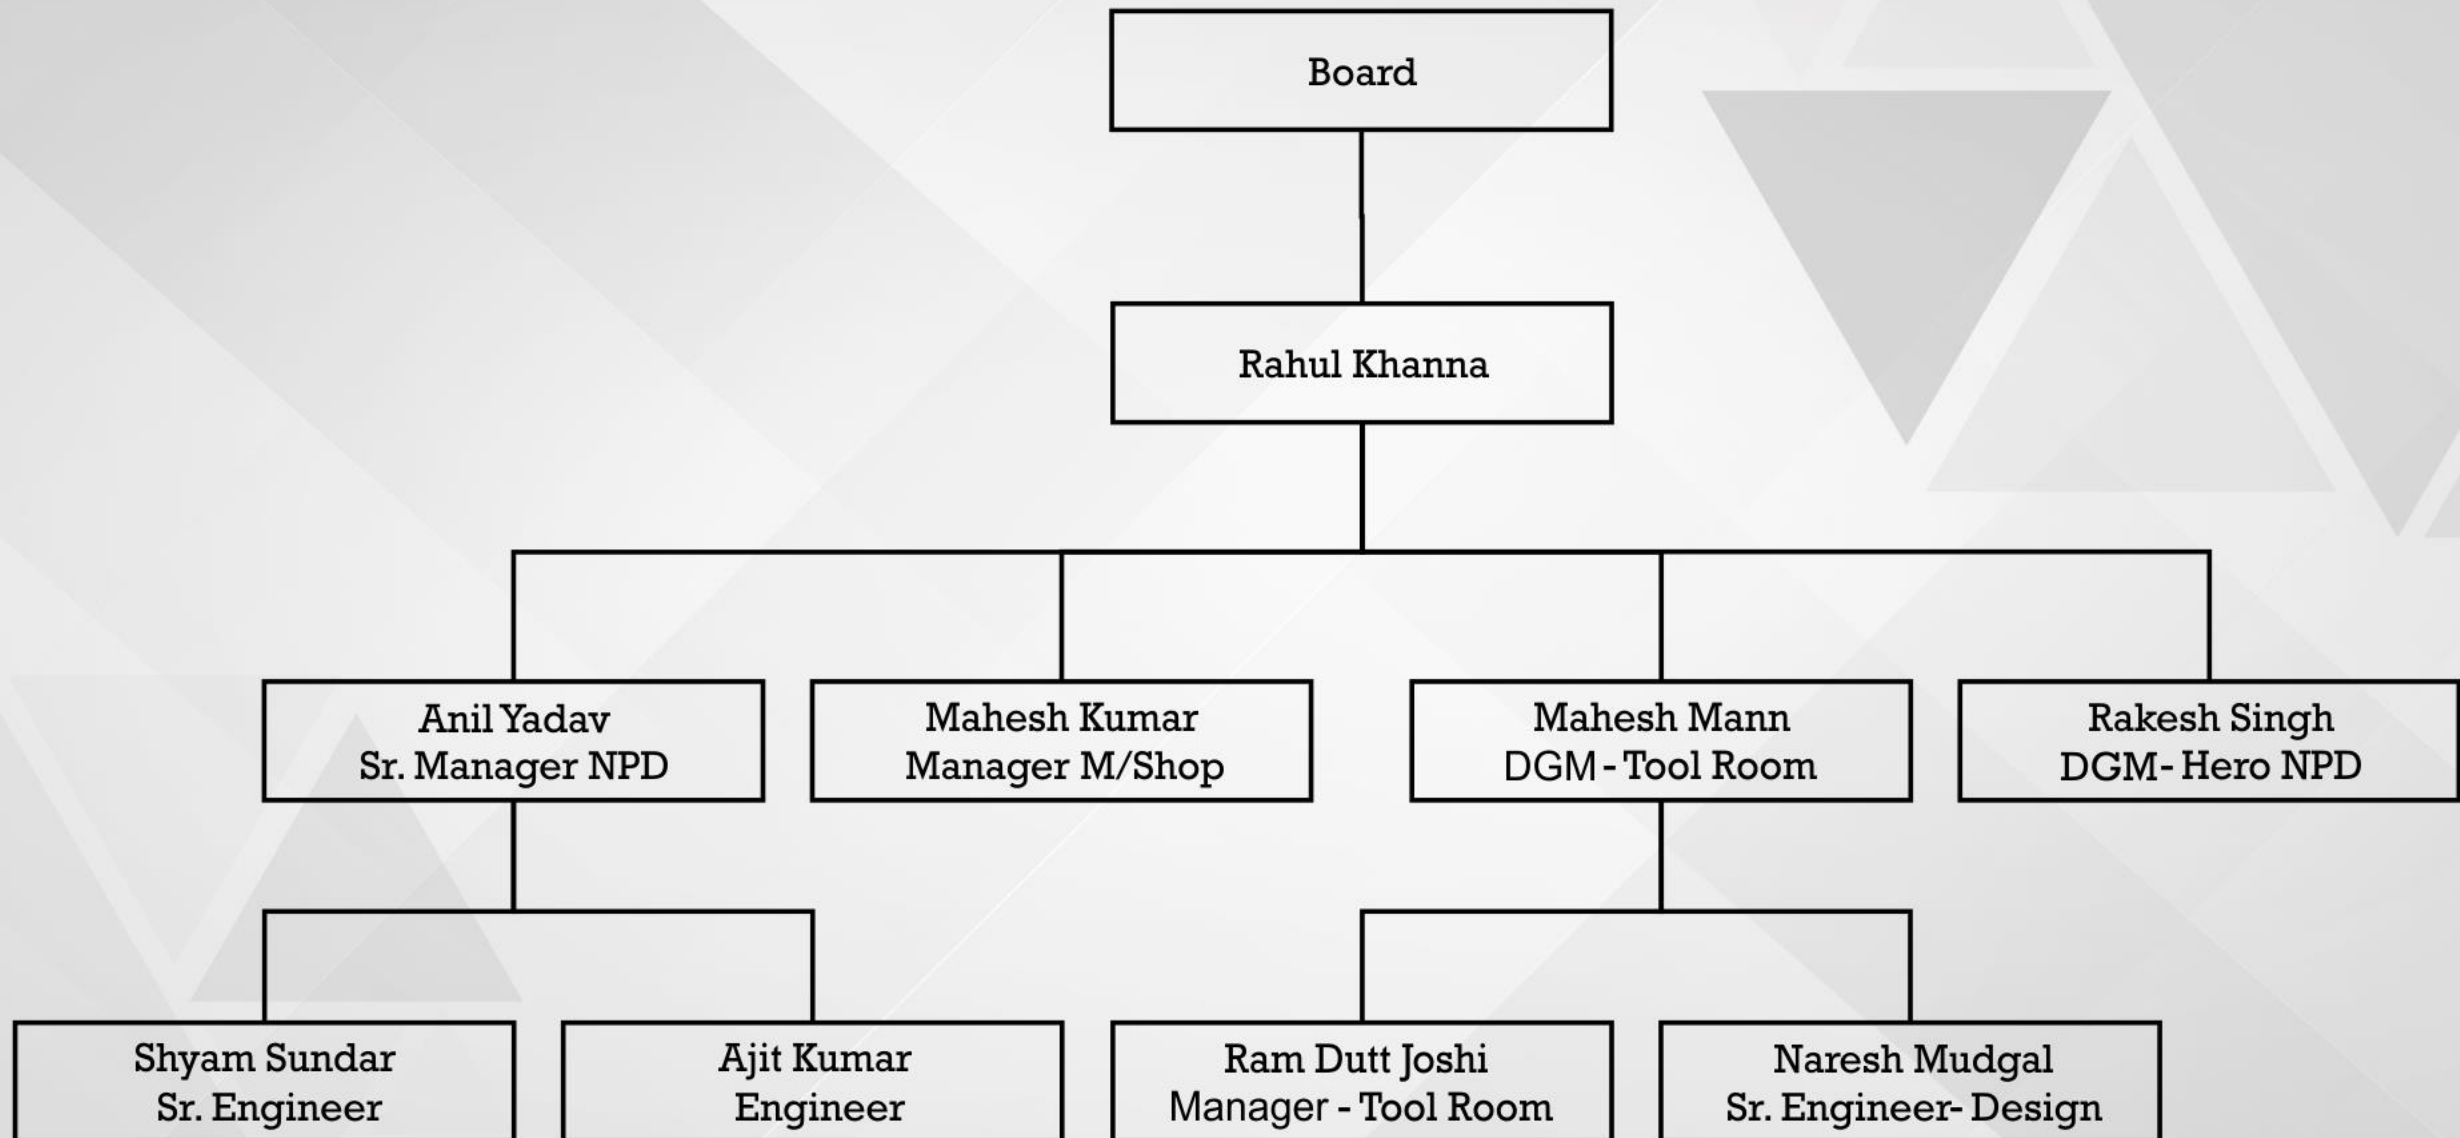 Board
Rahul Khanna
Anil Yadav
Sr. Manager NPD
Mahesh Kumar
Manager M/Shop
Mahesh Mann
DGM - Tool Room
Rakesh Singh
DGM- Hero NPD
Shyam Sundar
Sr. Engineer
Ajit Kumar
Engineer
Ram Dutt Joshi
Manager - Tool Room
Naresh Mudgal
Sr. Engineer- Design